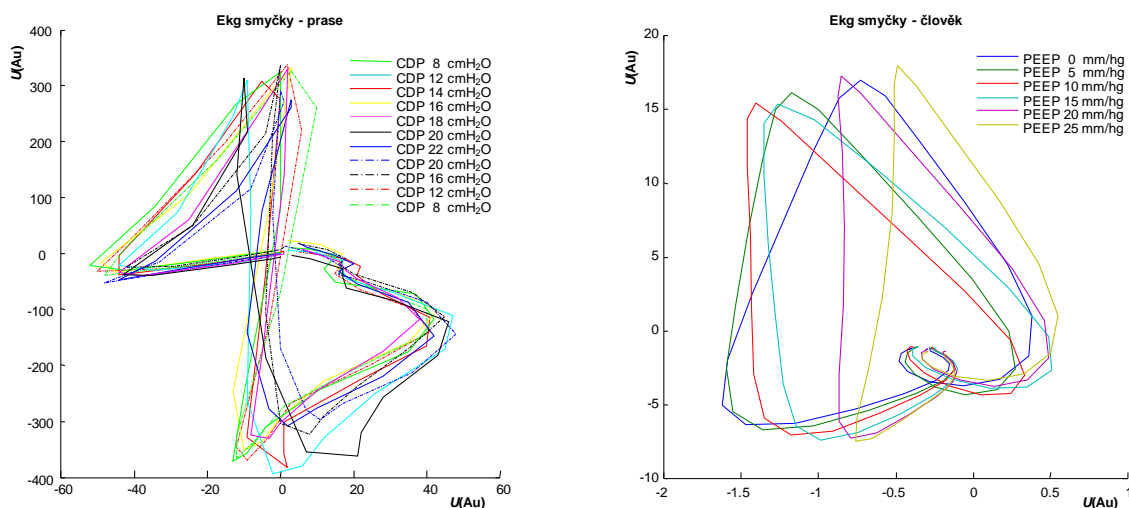 Ekg smyčky - prase
U(Au)
400
300
200
100
0
-100
-200
-300
-400
-60
-40
-20
0
20
40
60
U(Au)
CDP 8 cmH₂O
CDP 12 cmH₂O
CDP 14 cmH₂O
CDP 16 cmH₂O
CDP 18 cmH₂O
CDP 20 cmH₂O
CDP 22 cmH₂O
CDP 20 cmH₂O
CDP 16 cmH₂O
CDP 12 cmH₂O
CDP 8 cmH₂O
Ekg smyčky - člověk
U(Au)
20
15
10
5
0
-5
-10
-2
-1.5
-1
-0.5
0
0.5
1
U(Au)
PEEP 0 mm/hg
PEEP 5 mm/hg
PEEP 10 mm/hg
PEEP 15 mm/hg
PEEP 20 mm/hg
PEEP 25 mm/hg